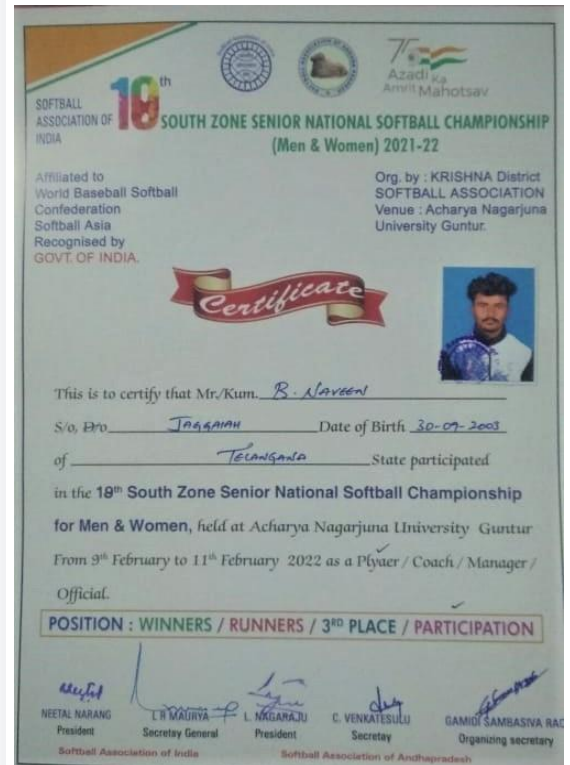 SOFTBALL
ASSOCIATION OF
INDIA
18th
SOUTH ZONE SENIOR NATIONAL SOFTBALL CHAMPIONSHIP
(Men & Women) 2021-22
75
Azadi Ka
Amrit Mahotsav
Affiliated to
World Baseball Softball
Confederation
Softball Asia
Recognised by
GOVT. OF INDIA.
Org. by : KRISHNA District
SOFTBALL ASSOCIATION
Venue : Acharya Nagarjuna
University Guntur.
Certificate
This is to certify that Mr./Kum. B. NAVEEN
S/o, D/o JAGGAIAH Date of Birth 30-09-2003
of TELANGANA State participated
in the 18th South Zone Senior National Softball Championship
for Men & Women, held at Acharya Nagarjuna University Guntur
From 9th February to 11th February 2022 as a Plyaer / Coach / Manager /
Official.
POSITION : WINNERS / RUNNERS / 3RD PLACE / PARTICIPATION
NEETAL NARANG
President
L R MAURYA
Secretay General
L. NAGARAJU
President
C. VENKATESULU
Secretay
GAMIDI SAMBASIVA RAO
Organizing secretary
Softball Association of India
Softball Association of Andhapradesh